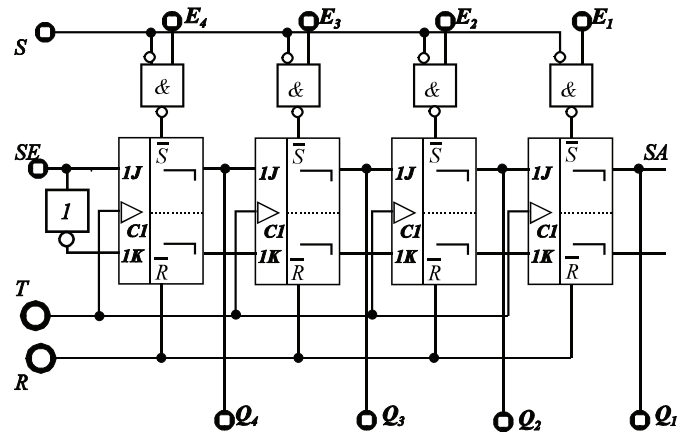 E4 E3 E2 E1
S
& & & &
S S S S
SE 1J 1J 1J 1J SA
1
C1 C1 C1 C1
1K 1K 1K 1K
R R R R
T
R
Q4 Q3 Q2 Q1